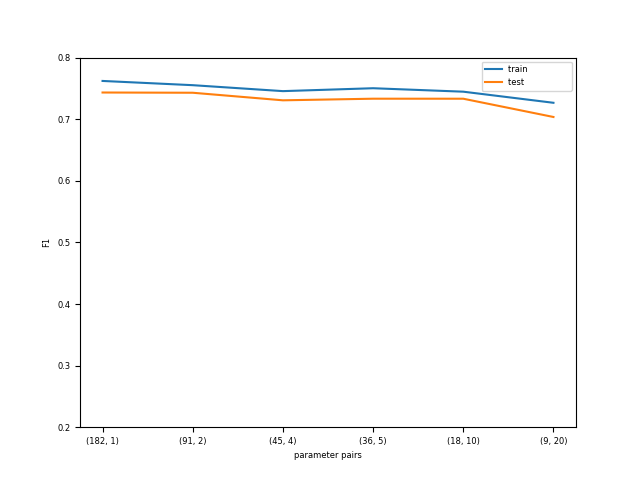 0.8
0.7
0.6
0.5
0.4
0.3
0.2
F1
train
test
(182, 1) (91, 2) (45, 4) (36, 5) (18, 10) (9, 20)
parameter pairs